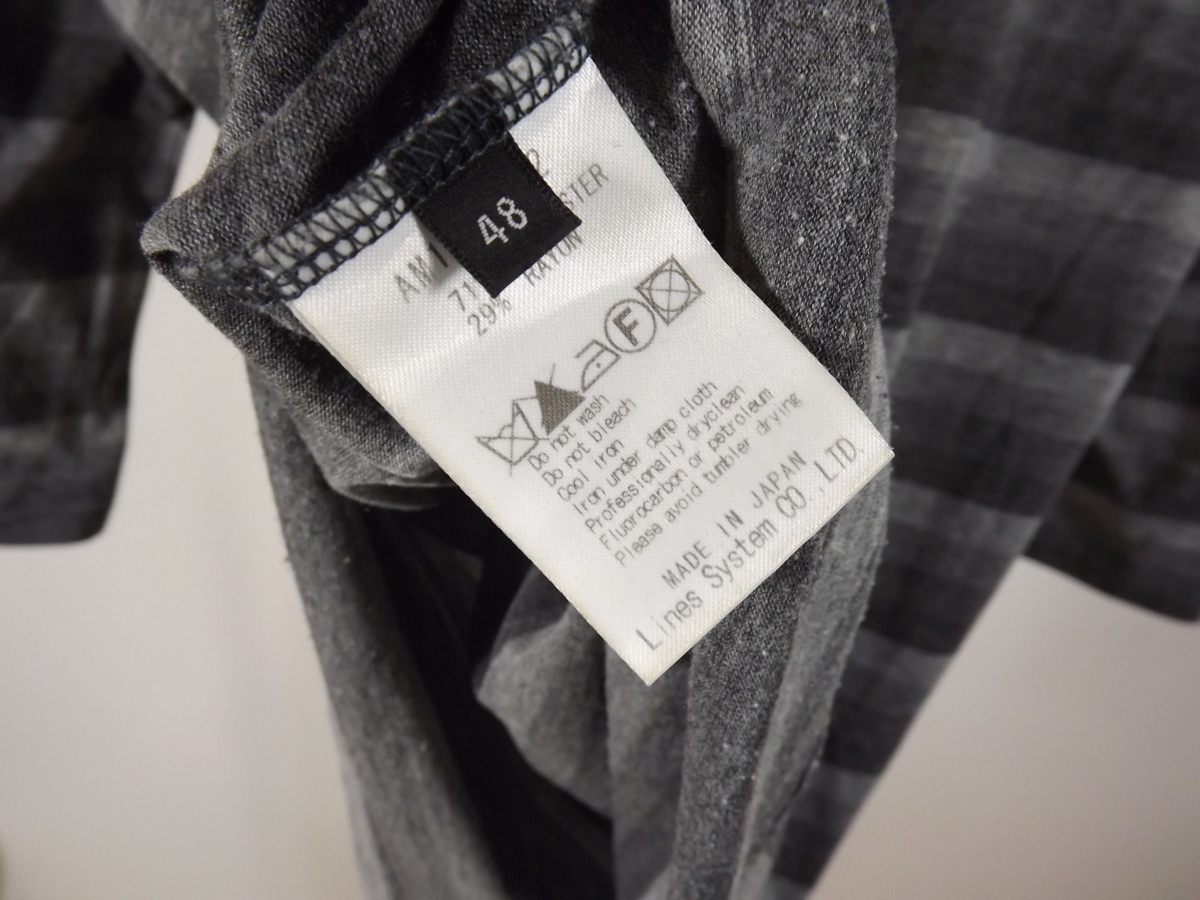 48
29% RAYON
F
Do not wash
Do not bleach
Cool iron
Iron under damp cloth
Professionally dryclean
Fluorocarbon or petroleum
Please avoid tumbler drying
MADE IN JAPAN
Lines System CO.,LTD.